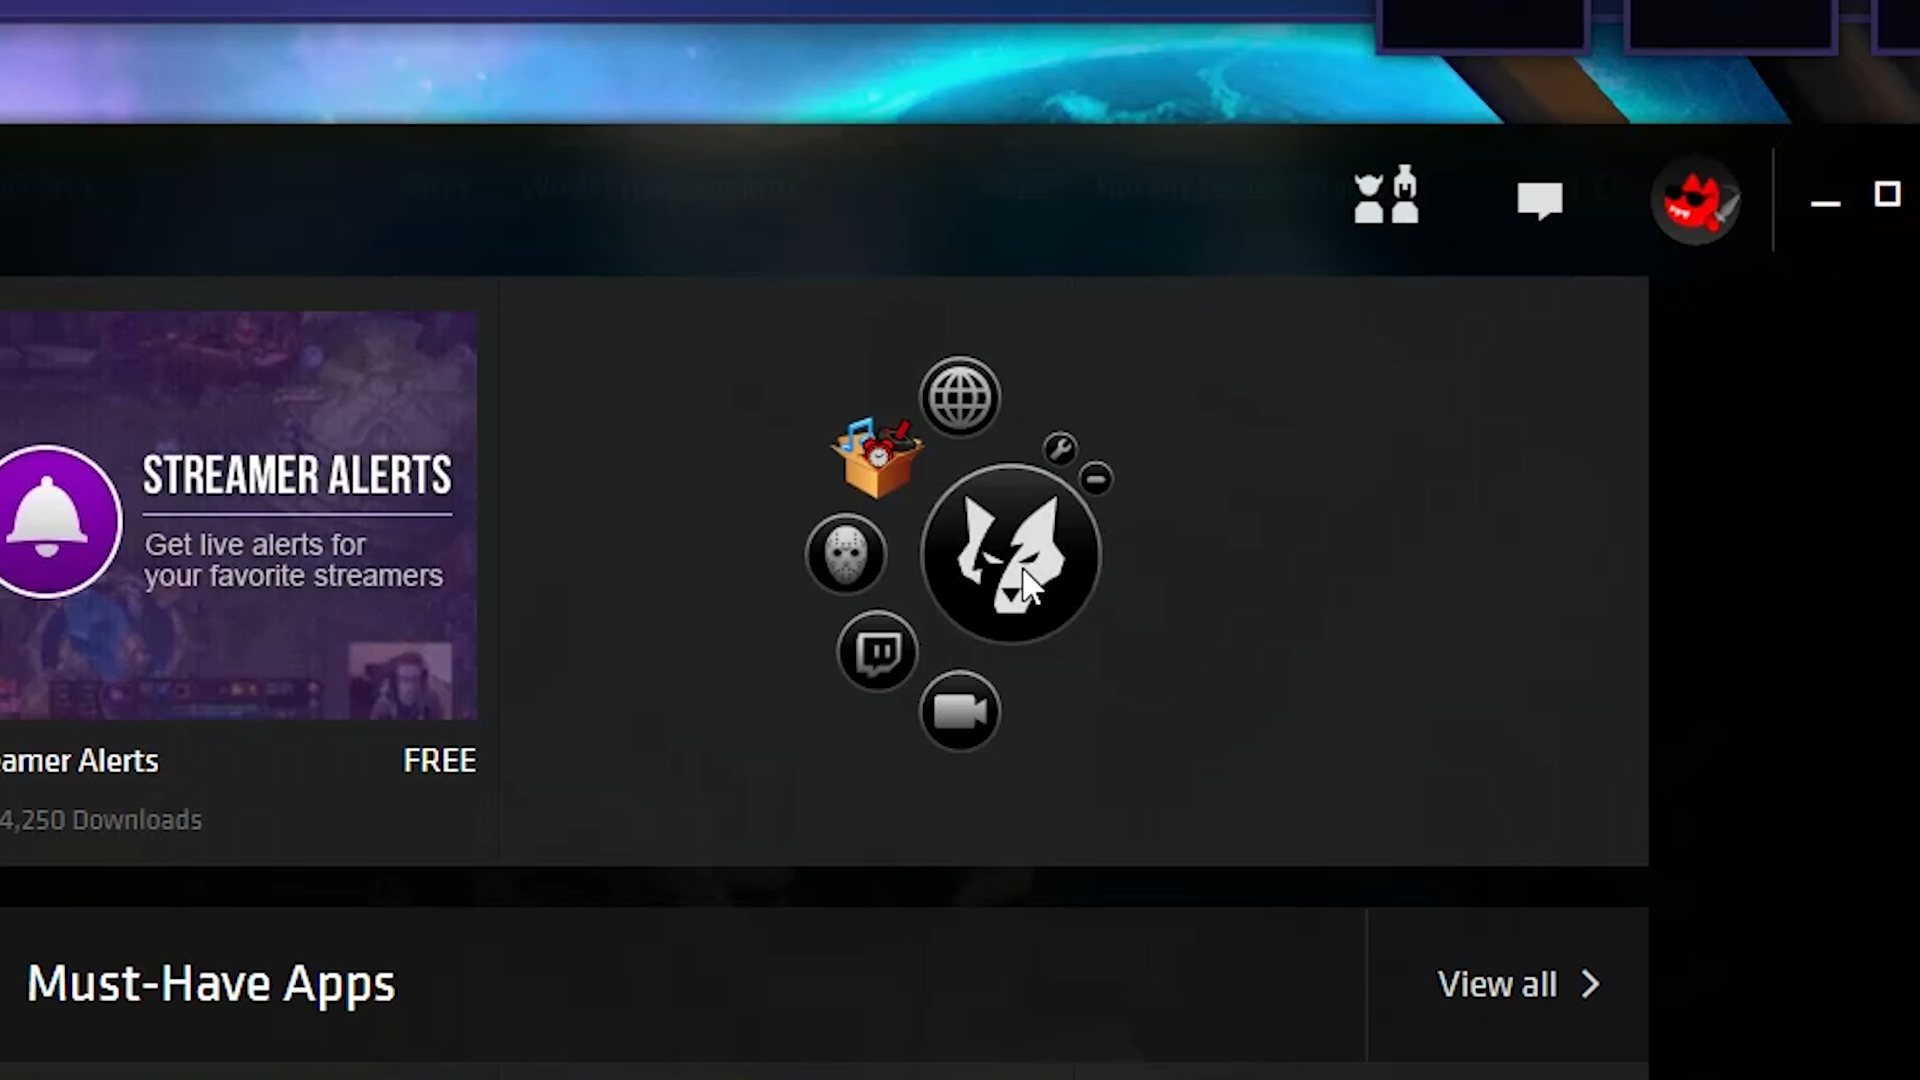 STREAMER ALERTS
Get live alerts for
your favorite streamers
amer Alerts
FREE
4,250 Downloads
Must-Have Apps
View all